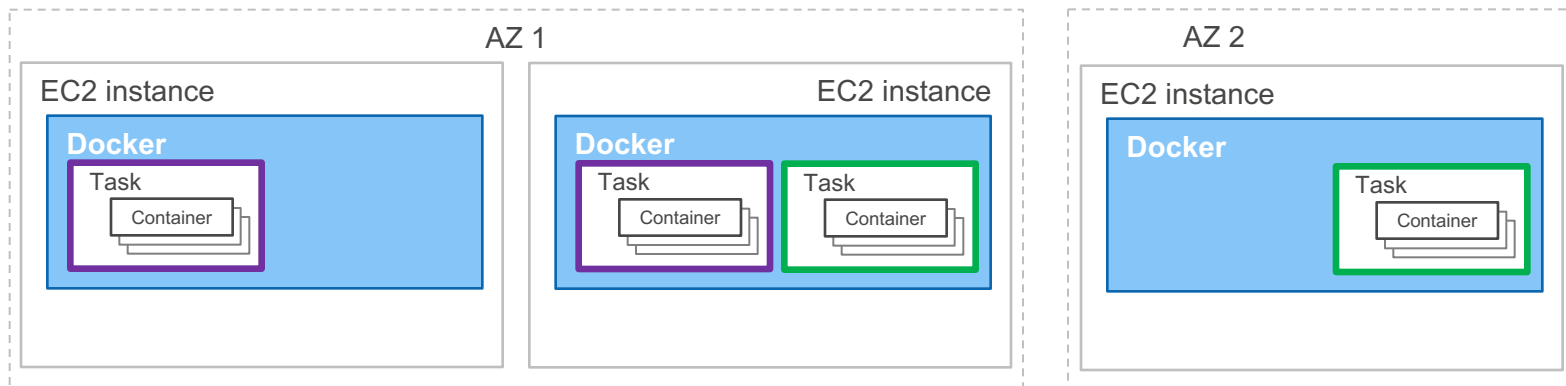 AZ 1
EC2 instance
Docker
Task
Container
EC2 instance
Docker
Task
Container
Task
Container
AZ 2
EC2 instance
Docker
Task
Container